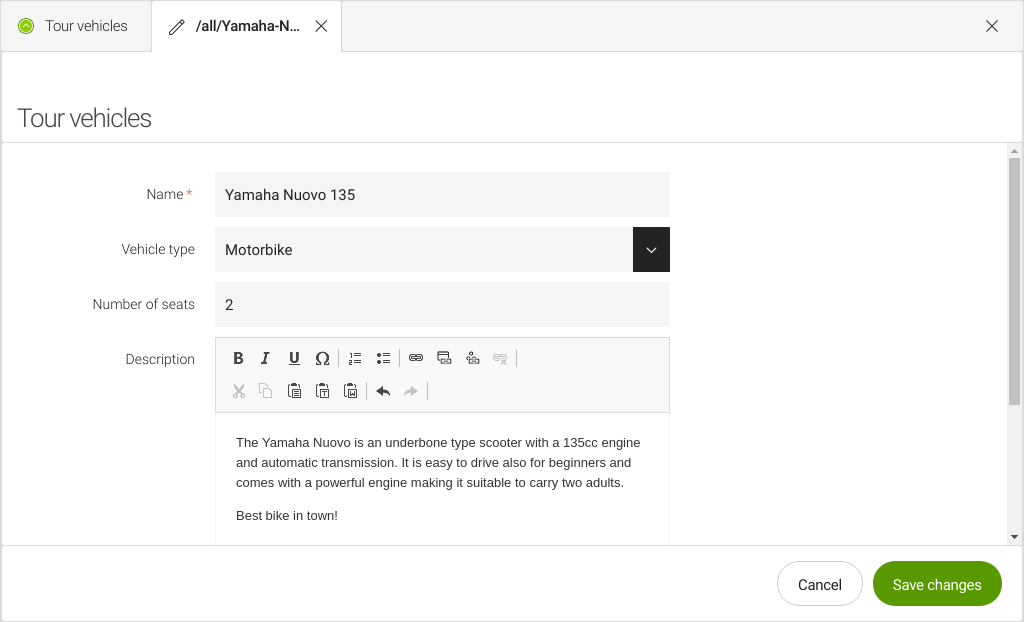 Tour vehicles
/all/Yamaha-N...
Tour vehicles
Name *
Yamaha Nuovo 135
Vehicle type
Motorbike
Number of seats
2
Description
B I U Ω
The Yamaha Nuovo is an underbone type scooter with a 135cc engine
and automatic transmission. It is easy to drive also for beginners and
comes with a powerful engine making it suitable to carry two adults.
Best bike in town!
Cancel
Save changes